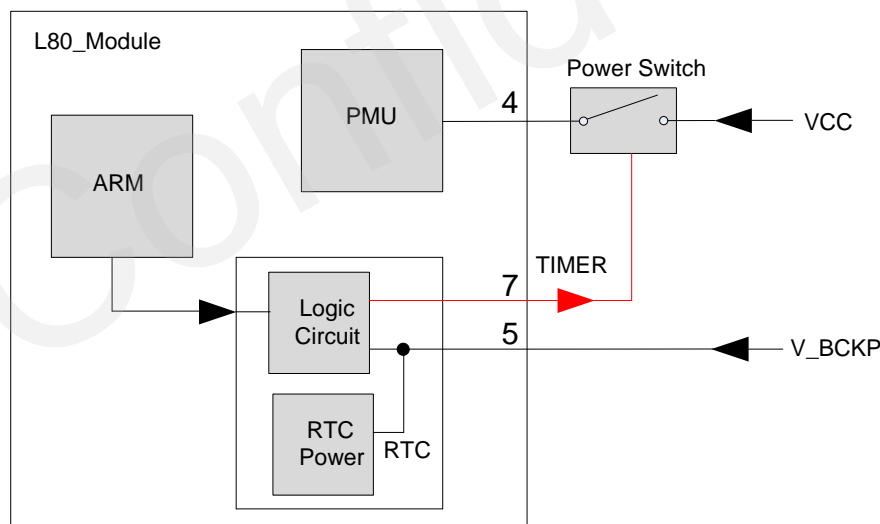 L80_Module
Power Switch
PMU
4
VCC
ARM
TIMER
7
Logic
Circuit
5
V_BCKP
RTC
Power
RTC